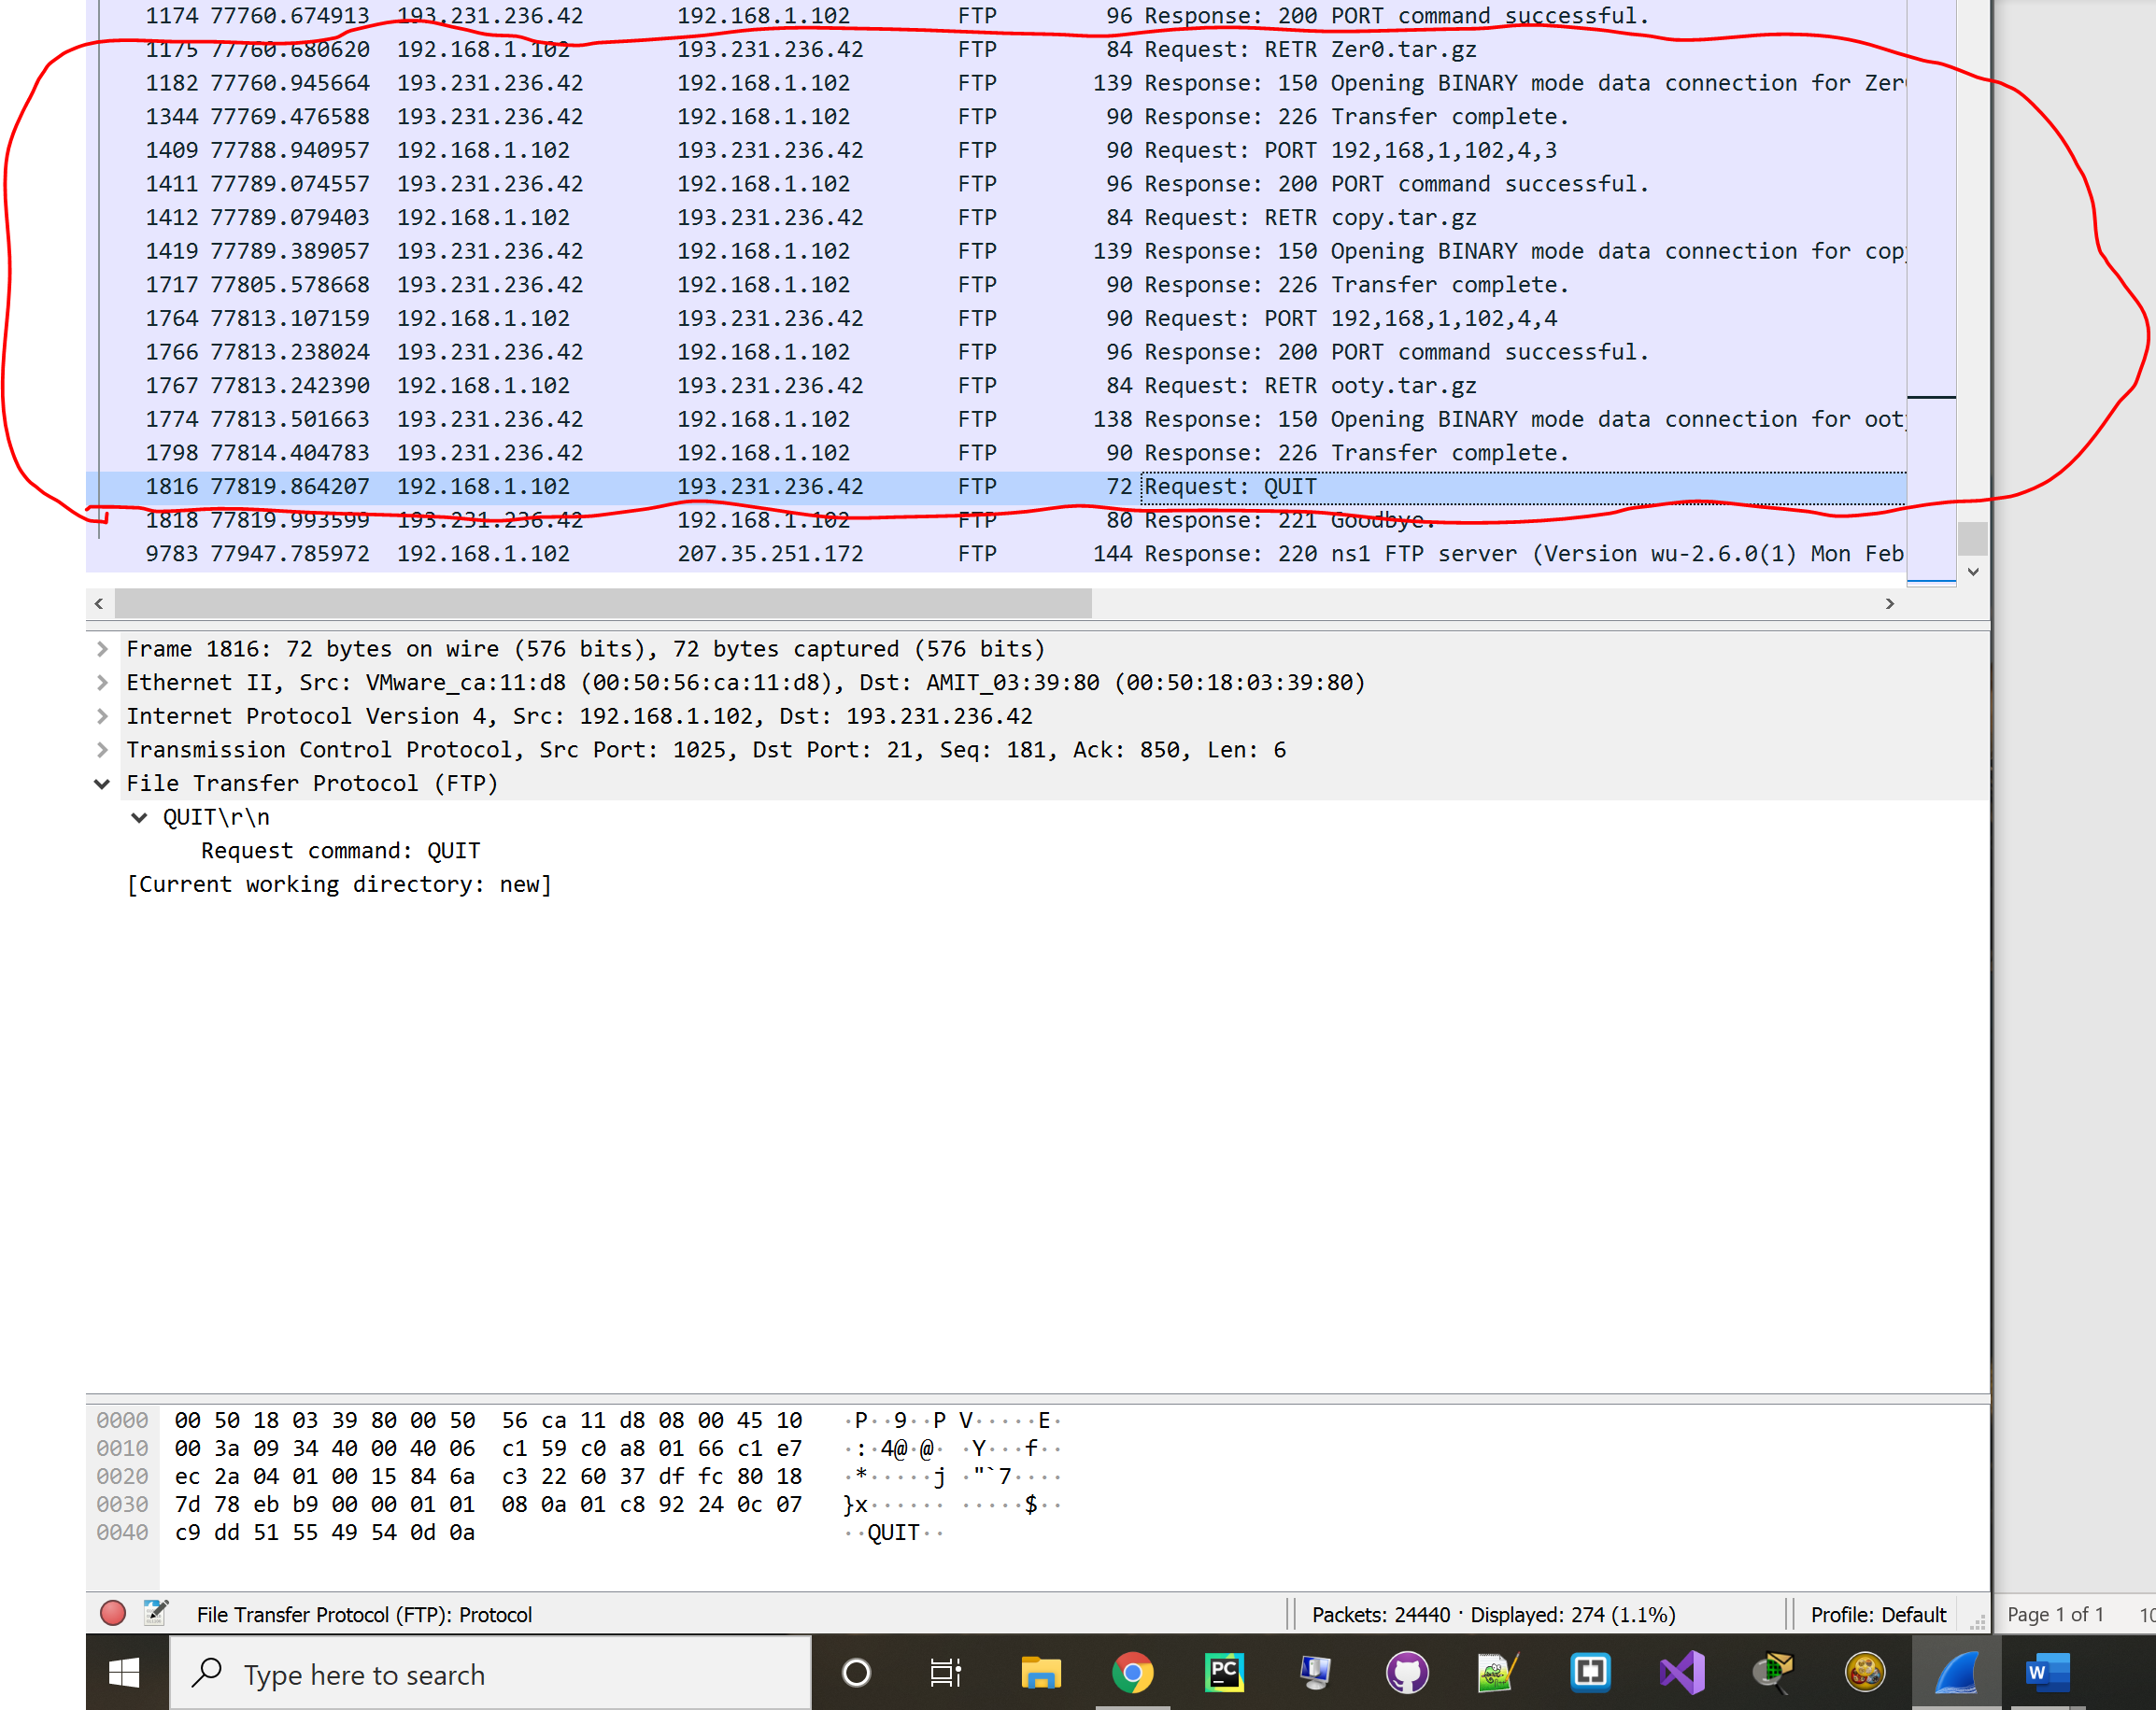 1174 77760.674913 193.231.236.42 192.168.1.102 FTP 96 Response: 200 PORT command successful.
1175 77760.680620 192.168.1.102 193.231.236.42 FTP 84 Request: RETR Zer0.tar.gz
1182 77760.945664 193.231.236.42 192.168.1.102 FTP 139 Response: 150 Opening BINARY mode data connection for Zer
1344 77769.476588 193.231.236.42 192.168.1.102 FTP 90 Response: 226 Transfer complete.
1409 77788.940957 192.168.1.102 193.231.236.42 FTP 90 Request: PORT 192,168,1,102,4,3
1411 77789.074557 193.231.236.42 192.168.1.102 FTP 96 Response: 200 PORT command successful.
1412 77789.079403 192.168.1.102 193.231.236.42 FTP 84 Request: RETR copy.tar.gz
1419 77789.389057 193.231.236.42 192.168.1.102 FTP 139 Response: 150 Opening BINARY mode data connection for copy
1717 77805.578668 193.231.236.42 192.168.1.102 FTP 90 Response: 226 Transfer complete.
1764 77813.107159 192.168.1.102 193.231.236.42 FTP 90 Request: PORT 192,168,1,102,4,4
1766 77813.238024 193.231.236.42 192.168.1.102 FTP 96 Response: 200 PORT command successful.
1767 77813.242390 192.168.1.102 193.231.236.42 FTP 84 Request: RETR ooty.tar.gz
1774 77813.501663 193.231.236.42 192.168.1.102 FTP 138 Response: 150 Opening BINARY mode data connection for ooty
1798 77814.404783 193.231.236.42 192.168.1.102 FTP 90 Response: 226 Transfer complete.
1816 77819.864207 192.168.1.102 193.231.236.42 FTP 72 Request: QUIT
1818 77819.993599 193.231.236.42 192.168.1.102 FTP 80 Response: 221 Goodbye.
9783 77947.785972 192.168.1.102 207.35.251.172 FTP 144 Response: 220 ns1 FTP server (Version wu-2.6.0(1) Mon Feb
Frame 1816: 72 bytes on wire (576 bits), 72 bytes captured (576 bits)
Ethernet II, Src: VMware_ca:11:d8 (00:50:56:ca:11:d8), Dst: AMIT_03:39:80 (00:50:18:03:39:80)
Internet Protocol Version 4, Src: 192.168.1.102, Dst: 193.231.236.42
Transmission Control Protocol, Src Port: 1025, Dst Port: 21, Seq: 181, Ack: 850, Len: 6
File Transfer Protocol (FTP)
QUIT\r\n
Request command: QUIT
[Current working directory: new]
0000 00 50 18 03 39 80 00 50 56 ca 11 d8 08 00 45 10 ·P··9··P V·····E·
0010 00 3a 09 34 40 00 40 06 c1 59 c0 a8 01 66 c1 e7 ·:·4@·@· ·Y···f··
0020 ec 2a 04 01 00 15 84 6a c3 22 60 37 df fc 80 18 ·*·····j ·"`7····
0030 7d 78 eb b9 00 00 01 01 08 0a 01 c8 92 24 0c 07 }x······ ·····$··
0040 c9 dd 51 55 49 54 0d 0a ··QUIT··
File Transfer Protocol (FTP): Protocol Packets: 24440 · Displayed: 274 (1.1%) Profile: Default Page 1 of 1
Type here to search PC W